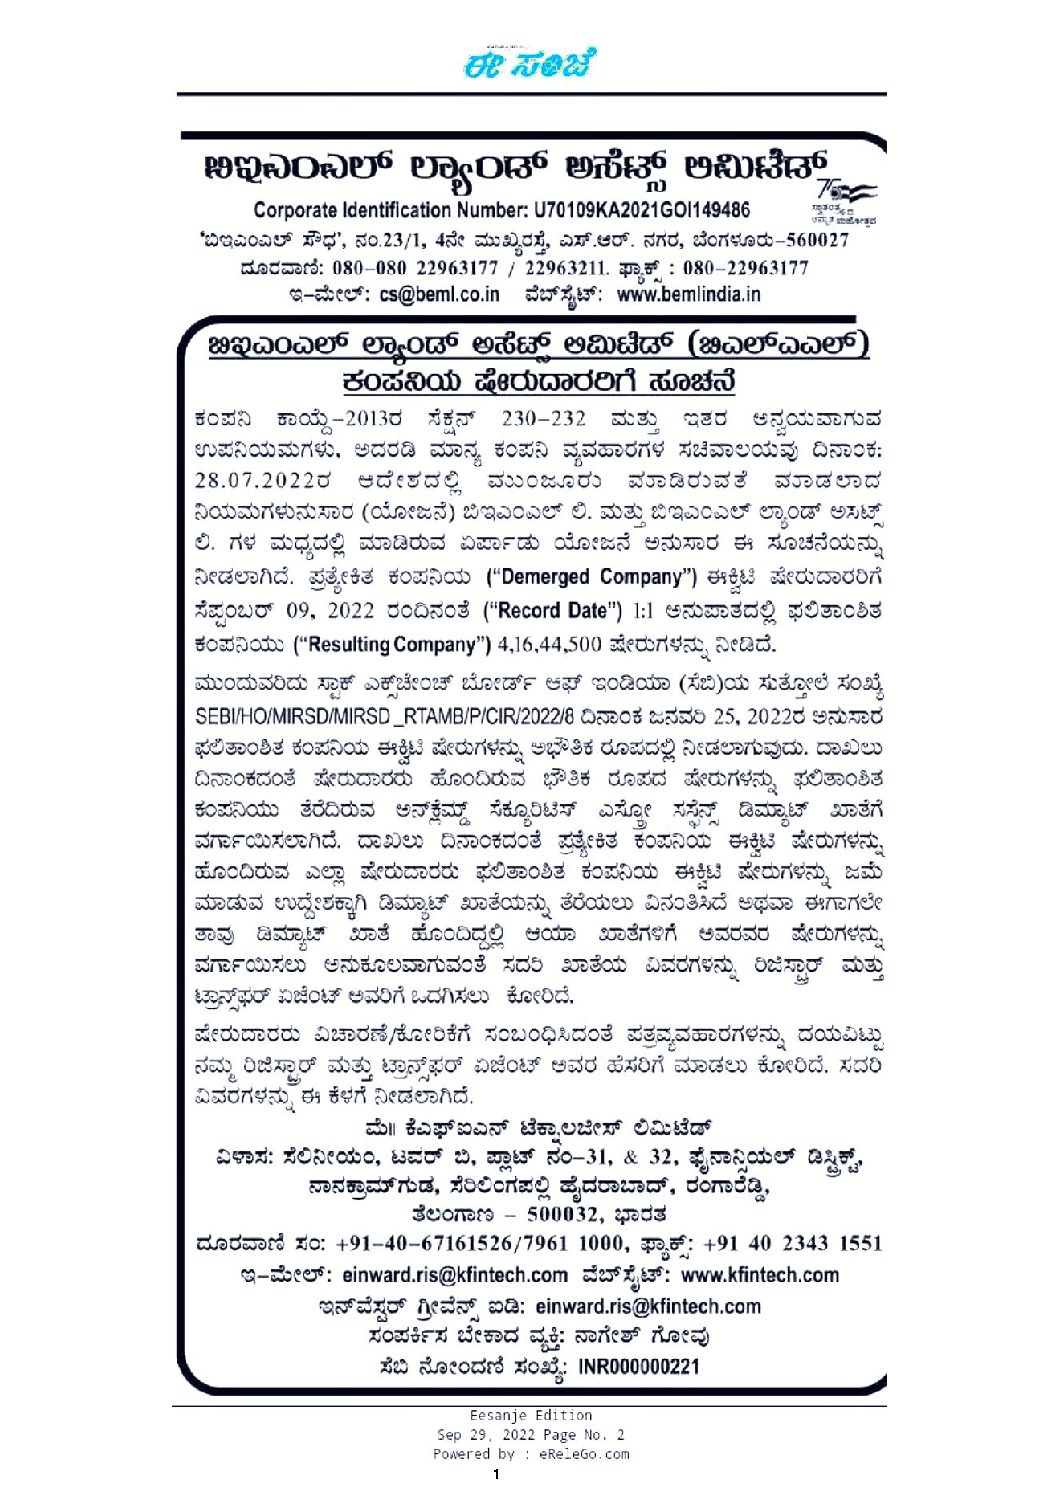 ಈ ಸಂಜೆ
ಬಿಇಎಂಎಲ್ ಲ್ಯಾಂಡ್ ಅಸೆಟ್ಸ್ ಲಿಮಿಟೆಡ್
75
ಸ್ವಾತಂತ್ರ್ಯದ
ಅಮೃತ ಮಹೋತ್ಸವ
Corporate Identification Number: U70109KA2021GOI149486
'ಬಿಇಎಂಎಲ್ ಸೌಧ', ನಂ.23/1, 4ನೇ ಮುಖ್ಯರಸ್ತೆ, ಎಸ್.ಆರ್. ನಗರ, ಬೆಂಗಳೂರು-560027
ದೂರವಾಣಿ: 080-080 22963177 / 22963211. ಫ್ಯಾಕ್ಸ್ : 080-22963177
ಇ-ಮೇಲ್: cs@beml.co.in ವೆಬ್‌ಸೈಟ್: www.bemlindia.in
ಬಿಇಎಂಎಲ್ ಲ್ಯಾಂಡ್ ಅಸೆಟ್ಸ್ ಲಿಮಿಟೆಡ್ (ಬಿಎಲ್‌ಎಎಲ್)
ಕಂಪನಿಯ ಷೇರುದಾರರಿಗೆ ಸೂಚನೆ
ಕಂಪನಿ ಕಾಯ್ದೆ-2013ರ ಸೆಕ್ಷನ್ 230-232 ಮತ್ತು ಇತರ ಅನ್ವಯವಾಗುವ
ಉಪನಿಯಮಗಳು, ಅದರಡಿ ಮಾನ್ಯ ಕಂಪನಿ ವ್ಯವಹಾರಗಳ ಸಚಿವಾಲಯವು ದಿನಾಂಕ:
28.07.2022ರ ಆದೇಶದಲ್ಲಿ ಮುಂಜೂರು ಮಾಡಿರುವತೆ ಮಾಡಲಾದ
ನಿಯಮಗಳುನುಸಾರ (ಯೋಜನೆ) ಬಿಇಎಂಎಲ್ ಲಿ. ಮತ್ತು ಬಿಇಎಂಎಲ್ ಲ್ಯಾಂಡ್ ಅಸಟ್ಸ್
ಲಿ. ಗಳ ಮಧ್ಯದಲ್ಲಿ ಮಾಡಿರುವ ಏರ್ಪಾಡು ಯೋಜನೆ ಅನುಸಾರ ಈ ಸೂಚನೆಯನ್ನು
ನೀಡಲಾಗಿದೆ. ಪ್ರತ್ಯೇಕಿತ ಕಂಪನಿಯ ("Demerged Company") ಈಕ್ವಿಟಿ ಷೇರುದಾರರಿಗೆ
ಸೆಪ್ಟಂಬರ್ 09, 2022 ರಂದಿನಂತೆ ("Record Date") 1:1 ಅನುಪಾತದಲ್ಲಿ ಫಲಿತಾಂಶಿತ
ಕಂಪನಿಯು ("Resulting Company") 4,16,44,500 ಷೇರುಗಳನ್ನು ನೀಡಿದೆ.
ಮುಂದುವರಿದು ಸ್ಟಾಕ್ ಎಕ್ಸ್‌ಚೇಂಚ್ ಬೋರ್ಡ್ ಆಫ್ ಇಂಡಿಯಾ (ಸೆಬಿ)ಯ ಸುತ್ತೋಲೆ ಸಂಖ್ಯೆ
SEBI/HO/MIRSD/MIRSD _RTAMB/P/CIR/2022/8 ದಿನಾಂಕ ಜನವರಿ 25, 2022ರ ಅನುಸಾರ
ಫಲಿತಾಂಶಿತ ಕಂಪನಿಯ ಈಕ್ವಿಟಿ ಷೇರುಗಳನ್ನು ಅಭೌತಿಕ ರೂಪದಲ್ಲಿ ನೀಡಲಾಗುವುದು. ದಾಖಲು
ದಿನಾಂಕದಂತೆ ಷೇರುದಾರರು ಹೊಂದಿರುವ ಭೌತಿಕ ರೂಪದ ಷೇರುಗಳನ್ನು ಫಲಿತಾಂಶಿತ
ಕಂಪನಿಯು ತೆರೆದಿರುವ ಅನ್‌ಕ್ಲೆಮ್ಡ್ ಸೆಕ್ಯೂರಿಟಿಸ್ ಎಸ್ಕ್ರೋ ಸಸ್ಪೆನ್ಸ್ ಡಿಮ್ಯಾಟ್ ಖಾತೆಗೆ
ವರ್ಗಾಯಿಸಲಾಗಿದೆ. ದಾಖಲು ದಿನಾಂಕದಂತೆ ಪ್ರತ್ಯೇಕಿತ ಕಂಪನಿಯ ಈಕ್ವಿಟಿ ಷೇರುಗಳನ್ನು
ಹೊಂದಿರುವ ಎಲ್ಲಾ ಷೇರುದಾರರು ಫಲಿತಾಂಶಿತ ಕಂಪನಿಯ ಈಕ್ವಿಟಿ ಷೇರುಗಳನ್ನು ಜಮೆ
ಮಾಡುವ ಉದ್ದೇಶಕ್ಕಾಗಿ ಡಿಮ್ಯಾಟ್ ಖಾತೆಯನ್ನು ತೆರೆಯಲು ವಿನಂತಿಸಿದೆ ಅಥವಾ ಈಗಾಗಲೇ
ತಾವು ಡಿಮ್ಯಾಟ್ ಖಾತೆ ಹೊಂದಿದ್ದಲ್ಲಿ ಆಯಾ ಖಾತೆಗಳಿಗೆ ಅವರವರ ಷೇರುಗಳನ್ನು
ವರ್ಗಾಯಿಸಲು ಅನುಕೂಲವಾಗುವಂತೆ ಸದರಿ ಖಾತೆಯ ವಿವರಗಳನ್ನು ರಿಜಿಸ್ಟ್ರಾರ್ ಮತ್ತು
ಟ್ರಾನ್ಸ್‌ಫರ್ ಏಜೆಂಟ್ ಅವರಿಗೆ ಒದಗಿಸಲು ಕೋರಿದೆ.
ಷೇರುದಾರರು ವಿಚಾರಣೆ/ಕೋರಿಕೆಗೆ ಸಂಬಂಧಿಸಿದಂತೆ ಪತ್ರವ್ಯವಹಾರಗಳನ್ನು ದಯವಿಟ್ಟು
ನಮ್ಮ ರಿಜಿಸ್ಟ್ರಾರ್ ಮತ್ತು ಟ್ರಾನ್ಸ್‌ಫರ್ ಏಜೆಂಟ್ ಅವರ ಹೆಸರಿಗೆ ಮಾಡಲು ಕೋರಿದೆ. ಸದರಿ
ವಿವರಗಳನ್ನು ಈ ಕೆಳಗೆ ನೀಡಲಾಗಿದೆ.
ಮೆ॥ ಕೆಎಫ್‌ಐಎನ್ ಟೆಕ್ನಾಲಜೀಸ್ ಲಿಮಿಟೆಡ್
ವಿಳಾಸ: ಸೆಲಿನೀಯಂ, ಟವರ್ ಬಿ, ಪ್ಲಾಟ್ ನಂ-31, & 32, ಫೈನಾನ್ಸಿಯಲ್ ಡಿಸ್ಟ್ರಿಕ್ಟ್,
ನಾನಕ್ರಾಮ್‌ಗುಡ, ಸೆರಿಲಿಂಗಪಲ್ಲಿ ಹೈದರಾಬಾದ್, ರಂಗಾರೆಡ್ಡಿ,
ತೆಲಂಗಾಣ - 500032, ಭಾರತ
ದೂರವಾಣಿ ಸಂ: +91-40-67161526/7961 1000, ಫ್ಯಾಕ್ಸ್: +91 40 2343 1551
ಇ-ಮೇಲ್: einward.ris@kfintech.com ವೆಬ್‌ಸೈಟ್: www.kfintech.com
ಇನ್‌ವೆಸ್ಟರ್ ಗ್ರೀವೆನ್ಸ್ ಐಡಿ: einward.ris@kfintech.com
ಸಂಪರ್ಕಿಸ ಬೇಕಾದ ವ್ಯಕ್ತಿ: ನಾಗೇಶ್ ಗೋವು
ಸೆಬಿ ನೋಂದಣಿ ಸಂಖ್ಯೆ: INR000000221
Eesanje Edition
Sep 29, 2022 Page No. 2
Powered by : eReleGo.com
1